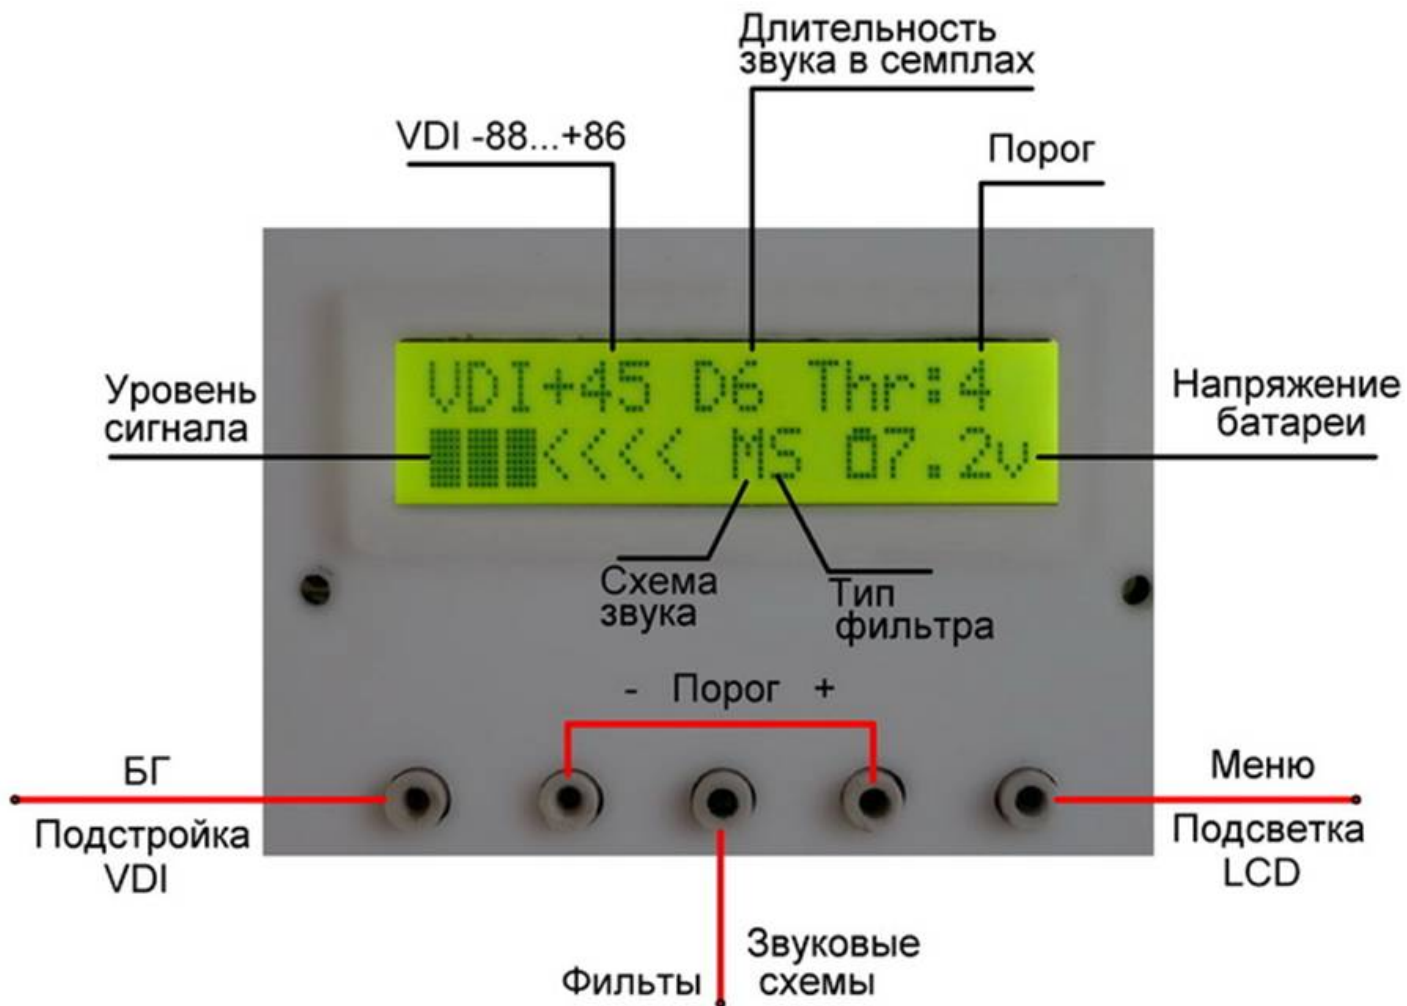 Длительность
звука в семплах
VDI -88...+86
Порог
VDI+45 D6 Thr:4
Уровень
сигнала
Напряжение
батареи
<<<< MS 7.2v
Схема
звука
Тип
фильтра
- Порог +
БГ
Подстройка
VDI
Меню
Подсветка
LCD
Фильты
Звуковые
схемы